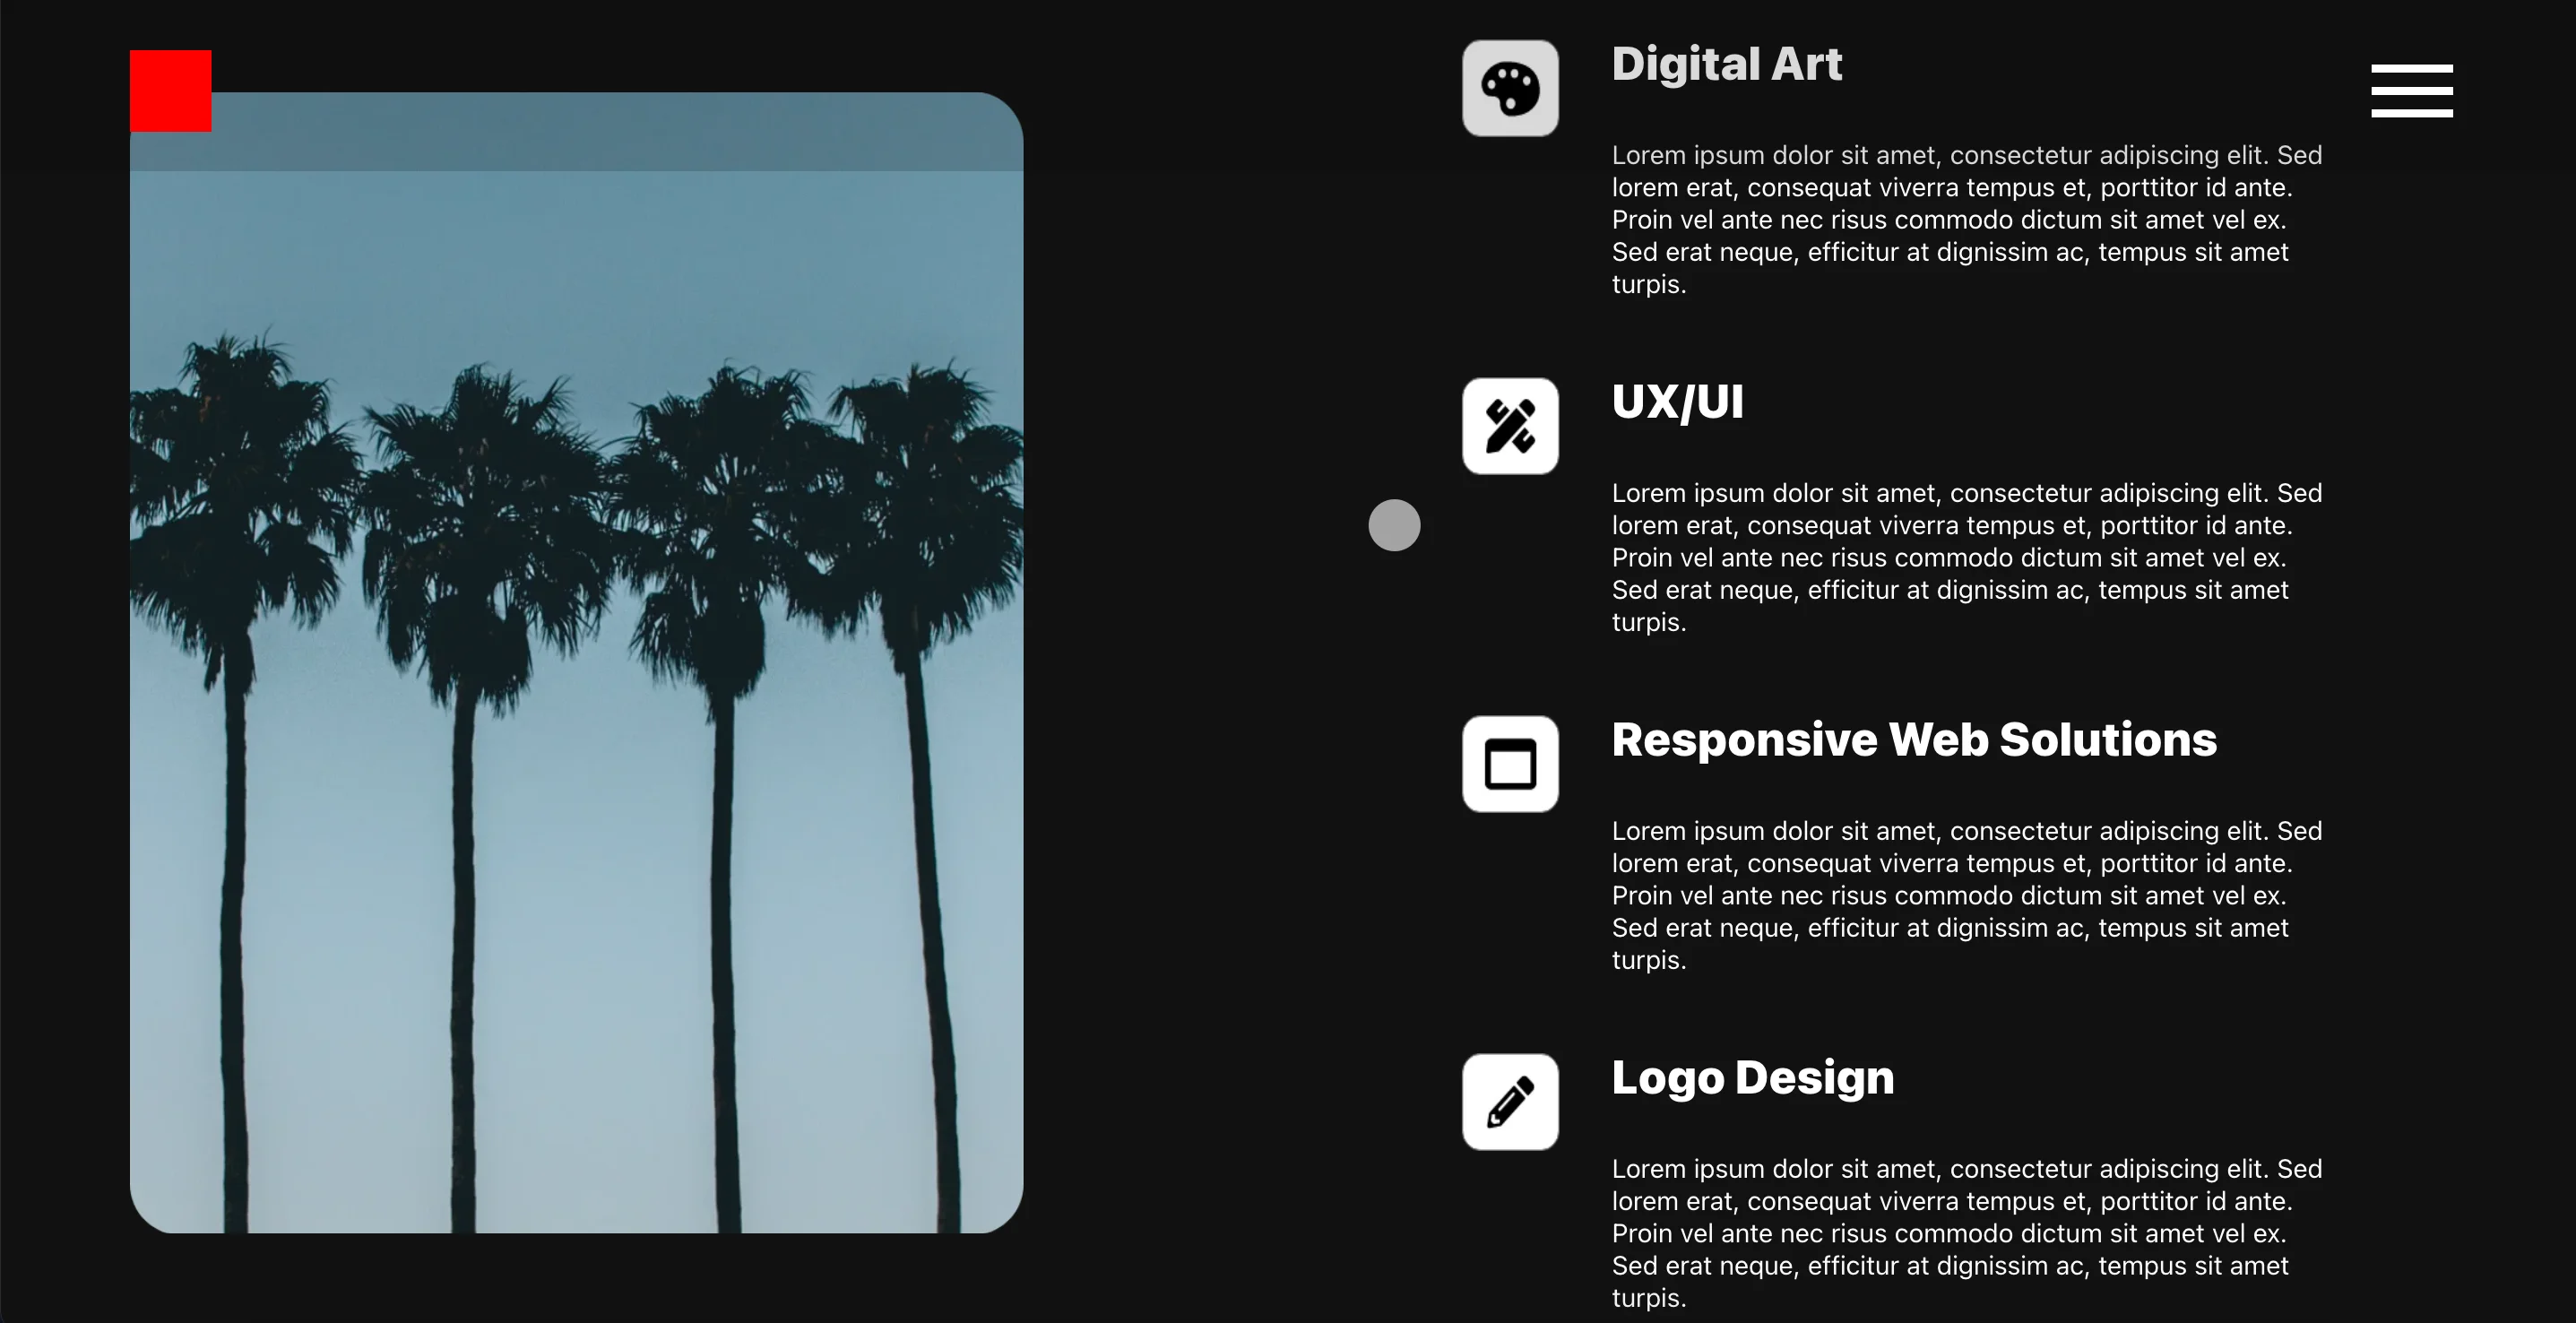 Digital Art
Lorem ipsum dolor sit amet, consectetur adipiscing elit. Sed
lorem erat, consequat viverra tempus et, porttitor id ante.
Proin vel ante nec risus commodo dictum sit amet vel ex.
Sed erat neque, efficitur at dignissim ac, tempus sit amet
turpis.
UX/UI
Lorem ipsum dolor sit amet, consectetur adipiscing elit. Sed
lorem erat, consequat viverra tempus et, porttitor id ante.
Proin vel ante nec risus commodo dictum sit amet vel ex.
Sed erat neque, efficitur at dignissim ac, tempus sit amet
turpis.
Responsive Web Solutions
Lorem ipsum dolor sit amet, consectetur adipiscing elit. Sed
lorem erat, consequat viverra tempus et, porttitor id ante.
Proin vel ante nec risus commodo dictum sit amet vel ex.
Sed erat neque, efficitur at dignissim ac, tempus sit amet
turpis.
Logo Design
Lorem ipsum dolor sit amet, consectetur adipiscing elit. Sed
lorem erat, consequat viverra tempus et, porttitor id ante.
Proin vel ante nec risus commodo dictum sit amet vel ex.
Sed erat neque, efficitur at dignissim ac, tempus sit amet
turpis.